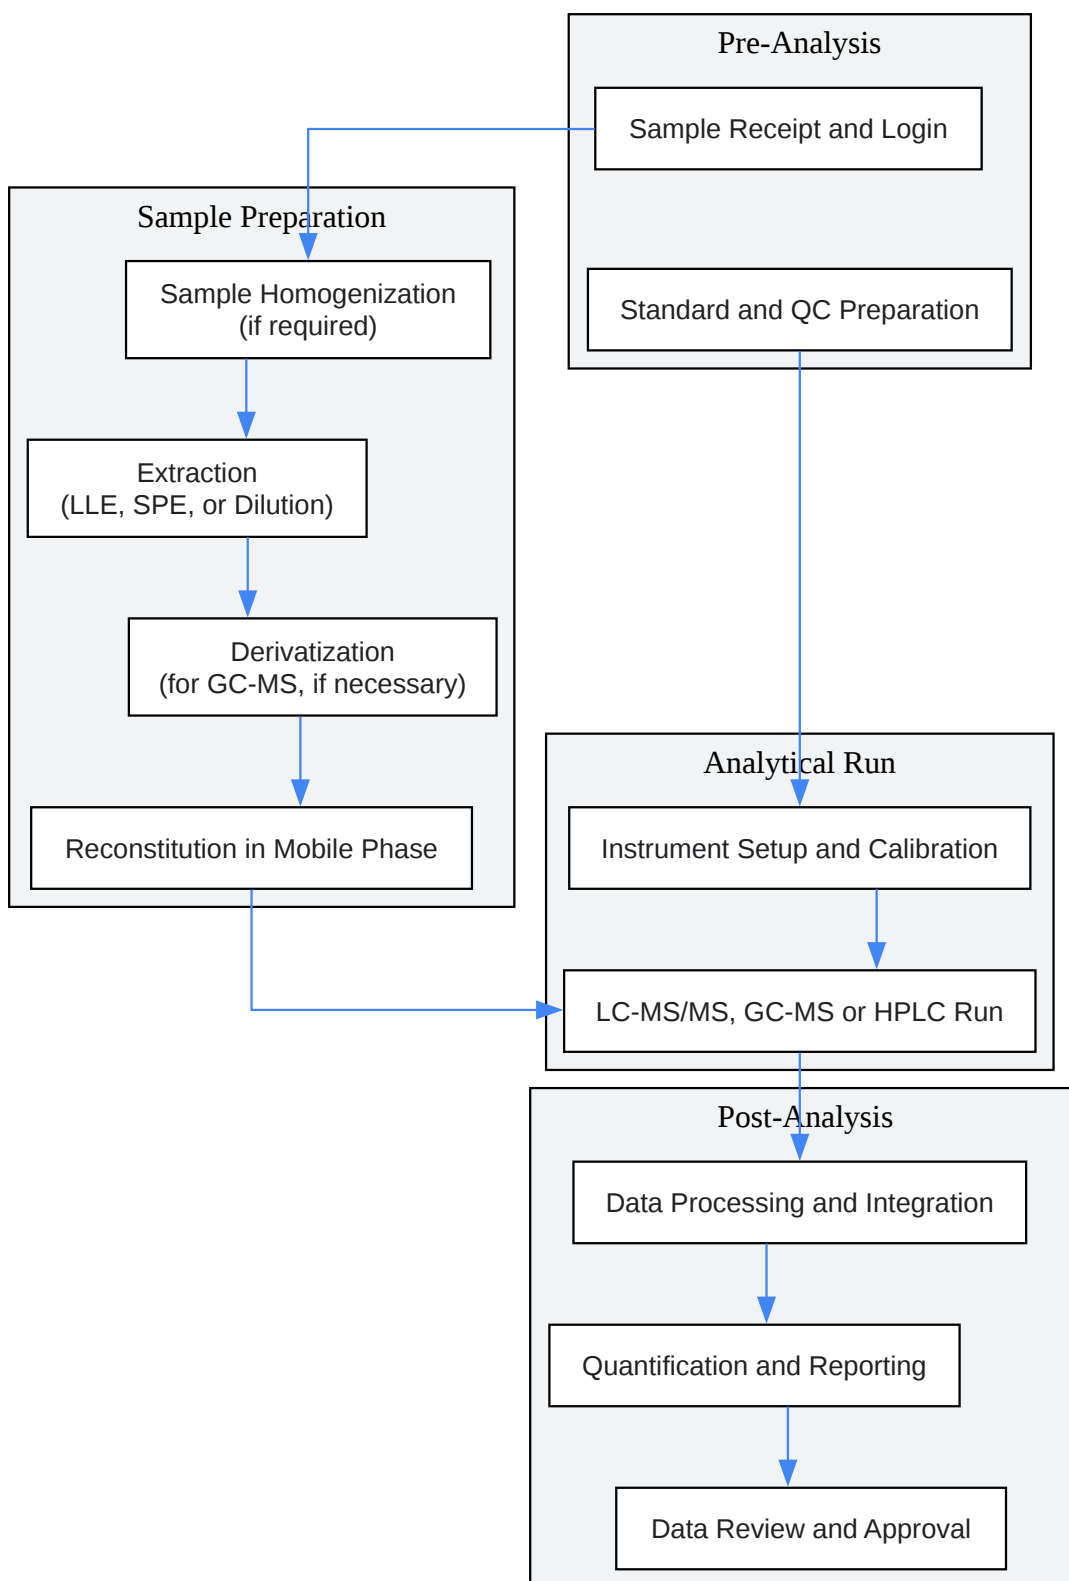 Pre-Analysis
Sample Receipt and Login
Standard and QC Preparation
Sample Preparation
Sample Homogenization
(if required)
Extraction
(LLE, SPE, or Dilution)
Derivatization
(for GC-MS, if necessary)
Reconstitution in Mobile Phase
Analytical Run
Instrument Setup and Calibration
LC-MS/MS, GC-MS or HPLC Run
Post-Analysis
Data Processing and Integration
Quantification and Reporting
Data Review and Approval